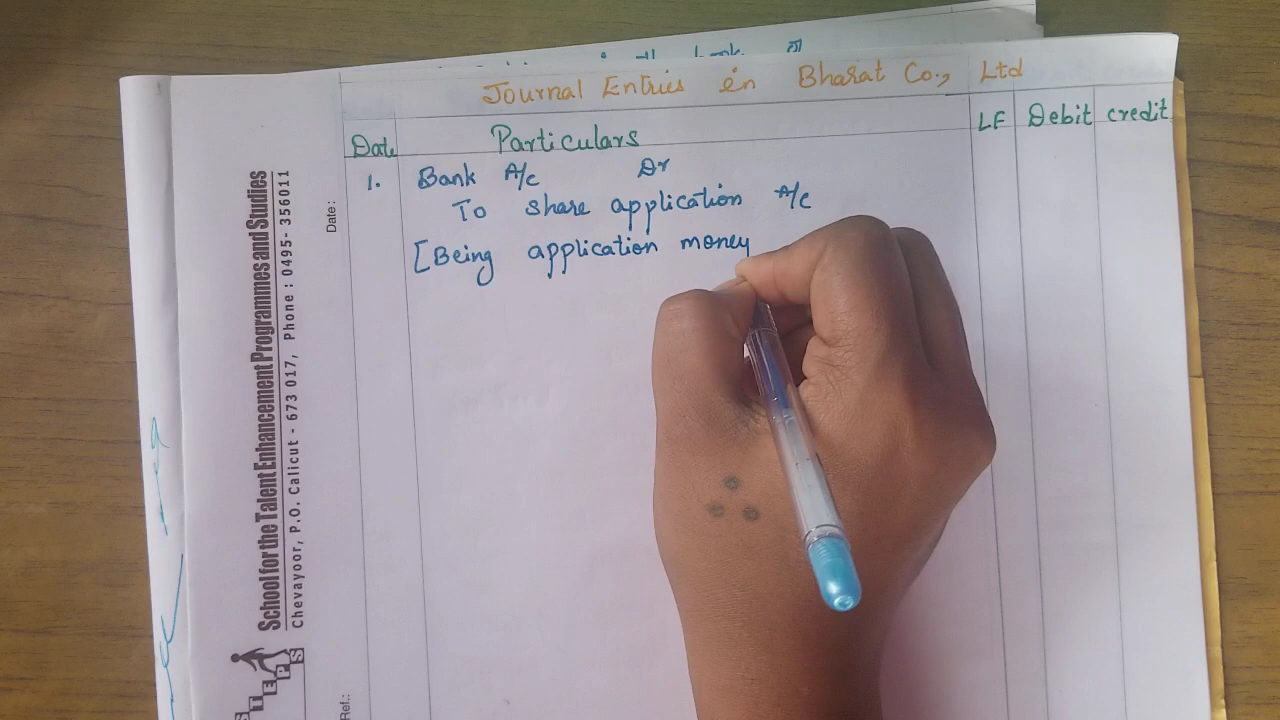 Journal Entries in Bharat Co., Ltd
Date Particulars LF Debit credit
1. Bank A/c Dr
To share application A/c
[Being application money
School for the Talent Enhancement Programmes and Studies
Chevayoor, P.O. Calicut - 673 017, Phone : 0495- 356011
STEPS
Date:
Ref.: